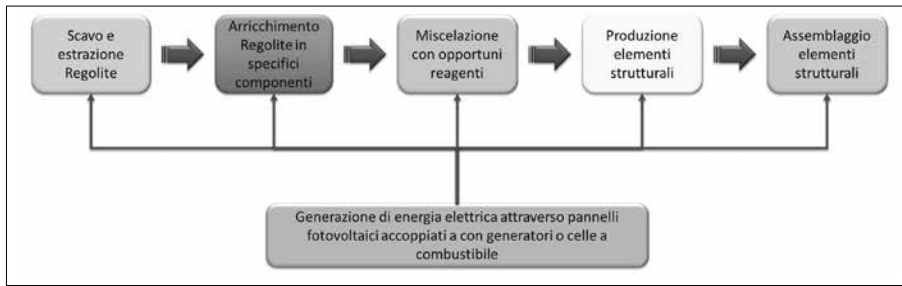 Scavo e
estrazione
Regolite
Arricchimento
Regolite in
specifici
componenti
Miscelazione
con opportuni
reagenti
Produzione
elementi
strutturali
Assemblaggio
elementi
strutturali
Generazione di energia elettrica attraverso pannelli
fotovoltaici accoppiati a con generatori o celle a
combustibile